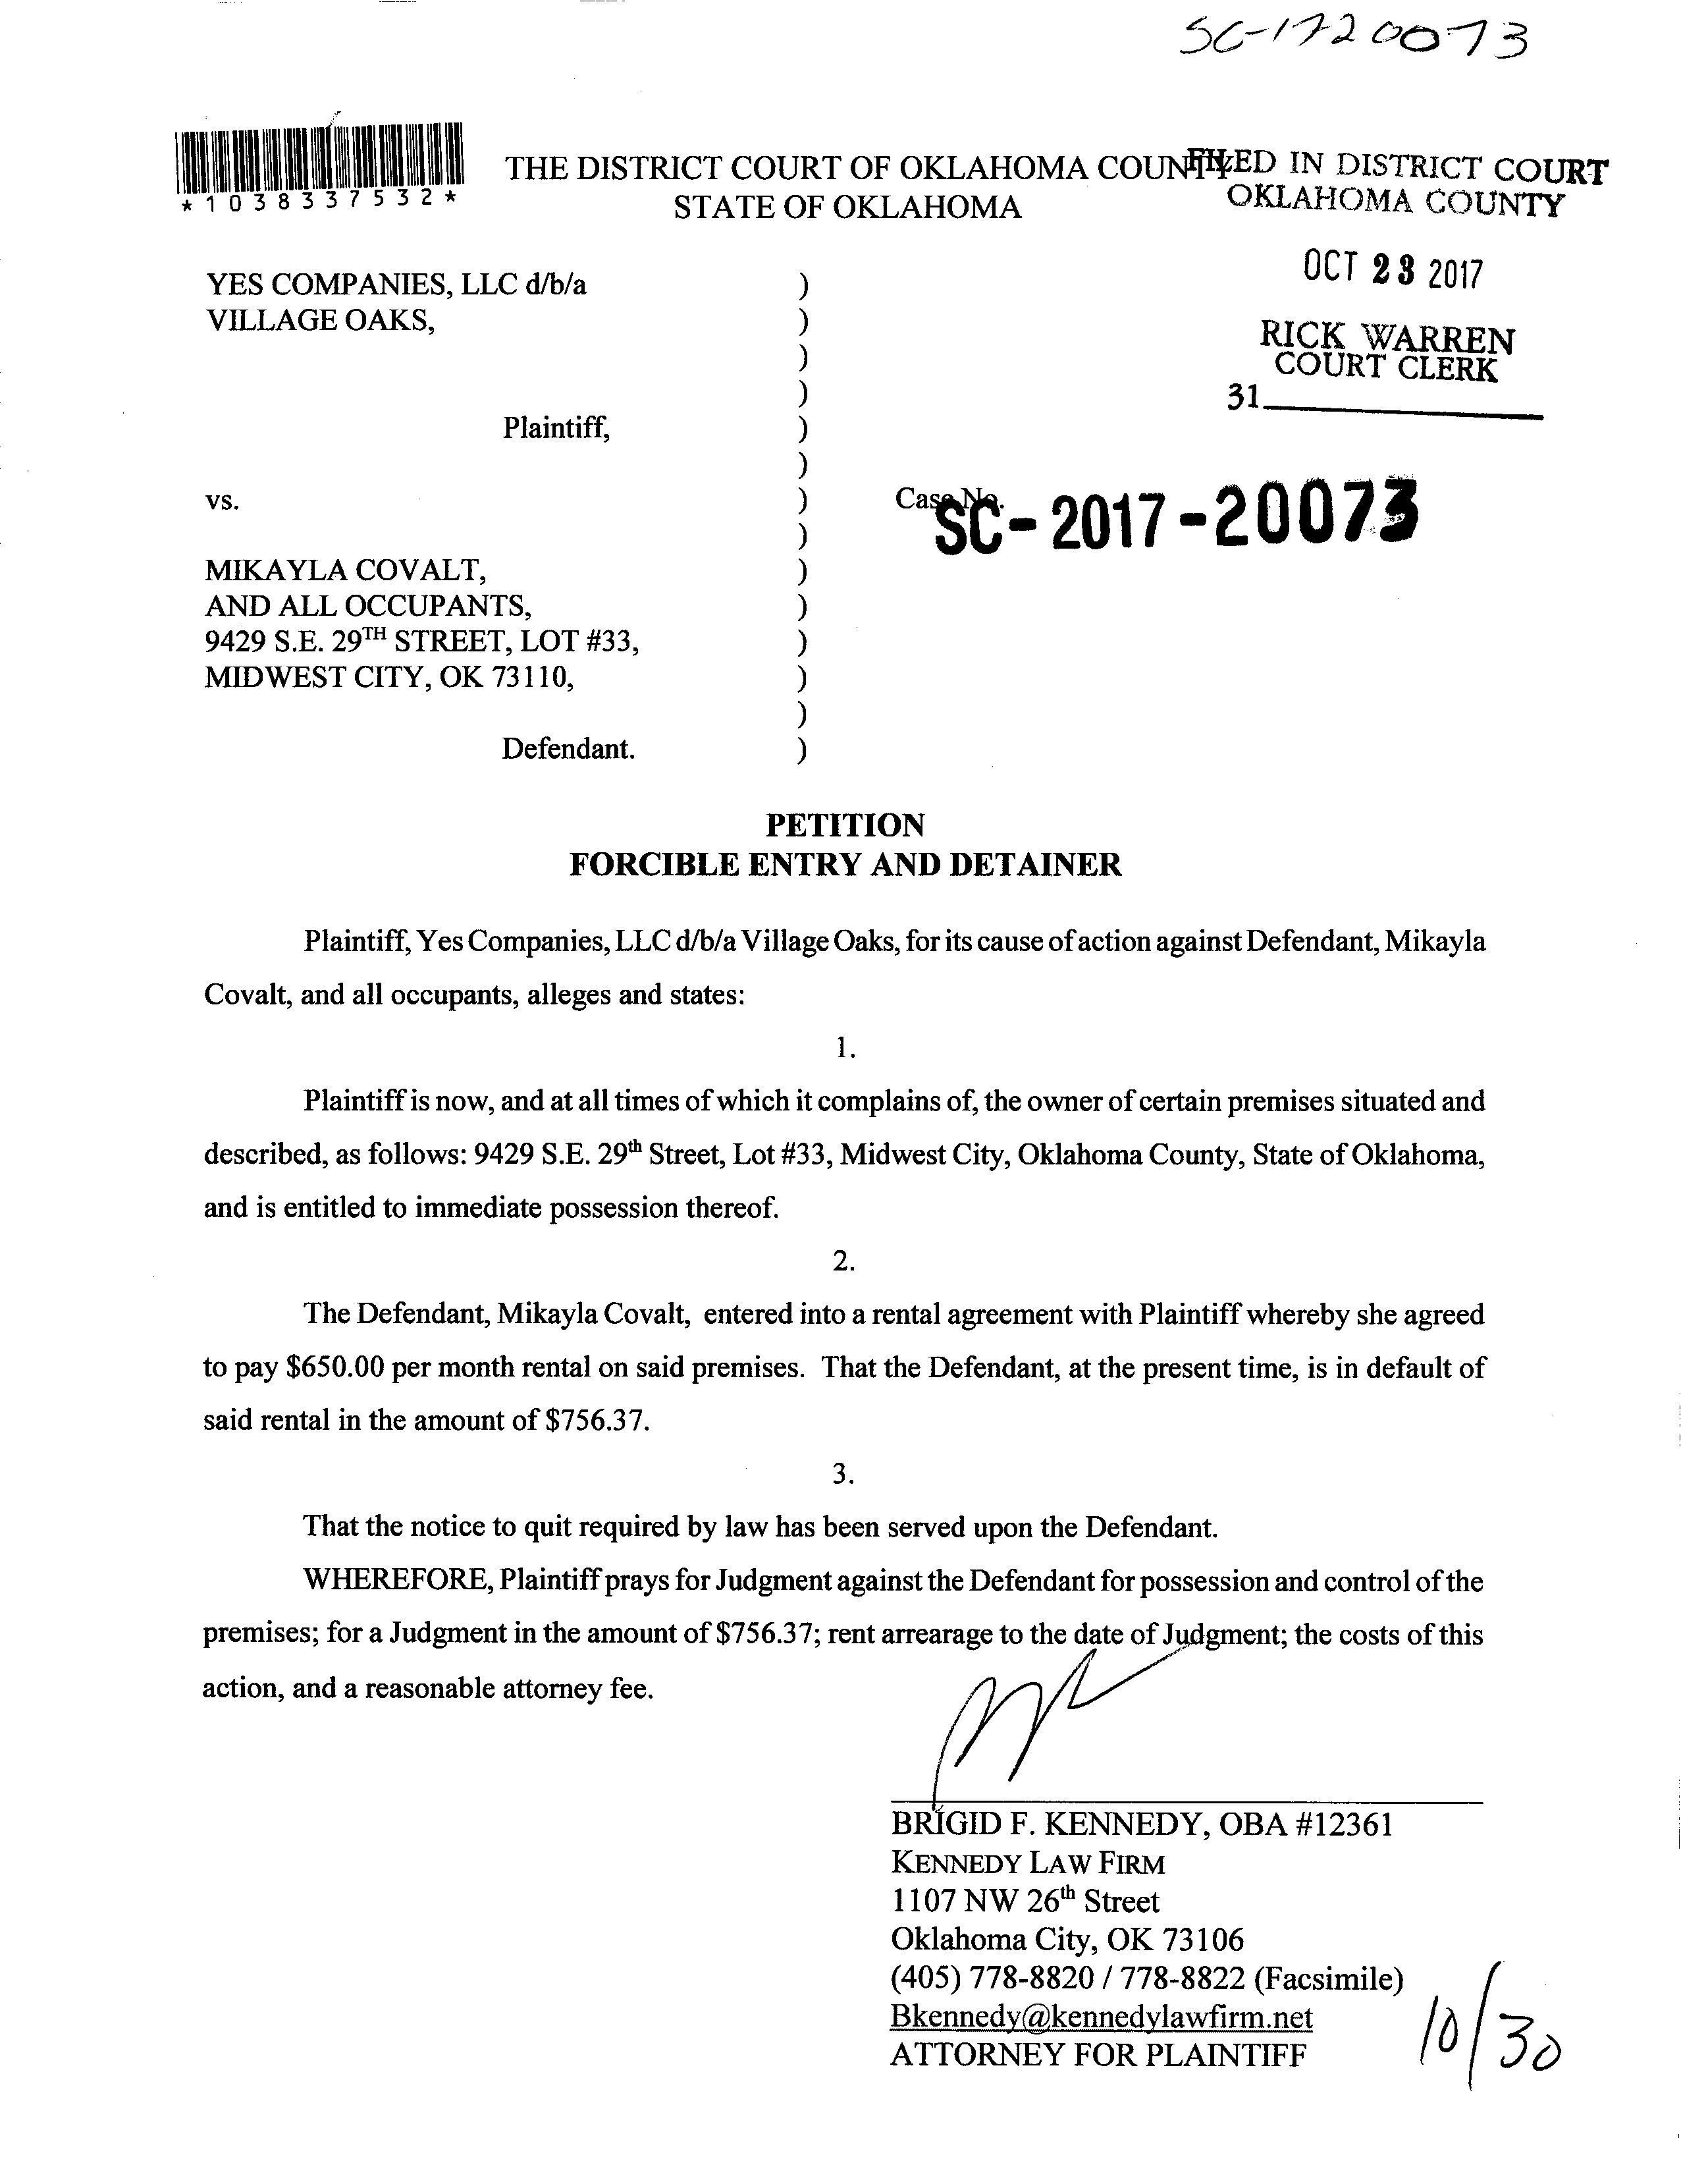 SC-1720073
*1038337532*
THE DISTRICT COURT OF OKLAHOMA COUNTY
STATE OF OKLAHOMA
FILED IN DISTRICT COURT
OKLAHOMA COUNTY
OCT 23 2017
RICK WARREN
COURT CLERK
31
YES COMPANIES, LLC d/b/a )
VILLAGE OAKS, )
)
)
Plaintiff, )
)
vs. ) Case No.
SC-2017-20073
)
MIKAYLA COVALT, )
AND ALL OCCUPANTS, )
9429 S.E. 29TH STREET, LOT #33, )
MIDWEST CITY, OK 73110, )
)
Defendant. )
PETITION
FORCIBLE ENTRY AND DETAINER
Plaintiff, Yes Companies, LLC d/b/a Village Oaks, for its cause of action against Defendant, Mikayla
Covalt, and all occupants, alleges and states:
1.
Plaintiff is now, and at all times of which it complains of, the owner of certain premises situated and
described, as follows: 9429 S.E. 29th Street, Lot #33, Midwest City, Oklahoma County, State of Oklahoma,
and is entitled to immediate possession thereof.
2.
The Defendant, Mikayla Covalt, entered into a rental agreement with Plaintiff whereby she agreed
to pay $650.00 per month rental on said premises. That the Defendant, at the present time, is in default of
said rental in the amount of $756.37.
3.
That the notice to quit required by law has been served upon the Defendant.
WHEREFORE, Plaintiff prays for Judgment against the Defendant for possession and control of the
premises; for a Judgment in the amount of $756.37; rent arrearage to the date of Judgment; the costs of this
action, and a reasonable attorney fee.
BRIGID F. KENNEDY, OBA #12361
KENNEDY LAW FIRM
1107 NW 26th Street
Oklahoma City, OK 73106
(405) 778-8820 / 778-8822 (Facsimile)
Bkennedy@kennedylawfirm.net
ATTORNEY FOR PLAINTIFF
10/30